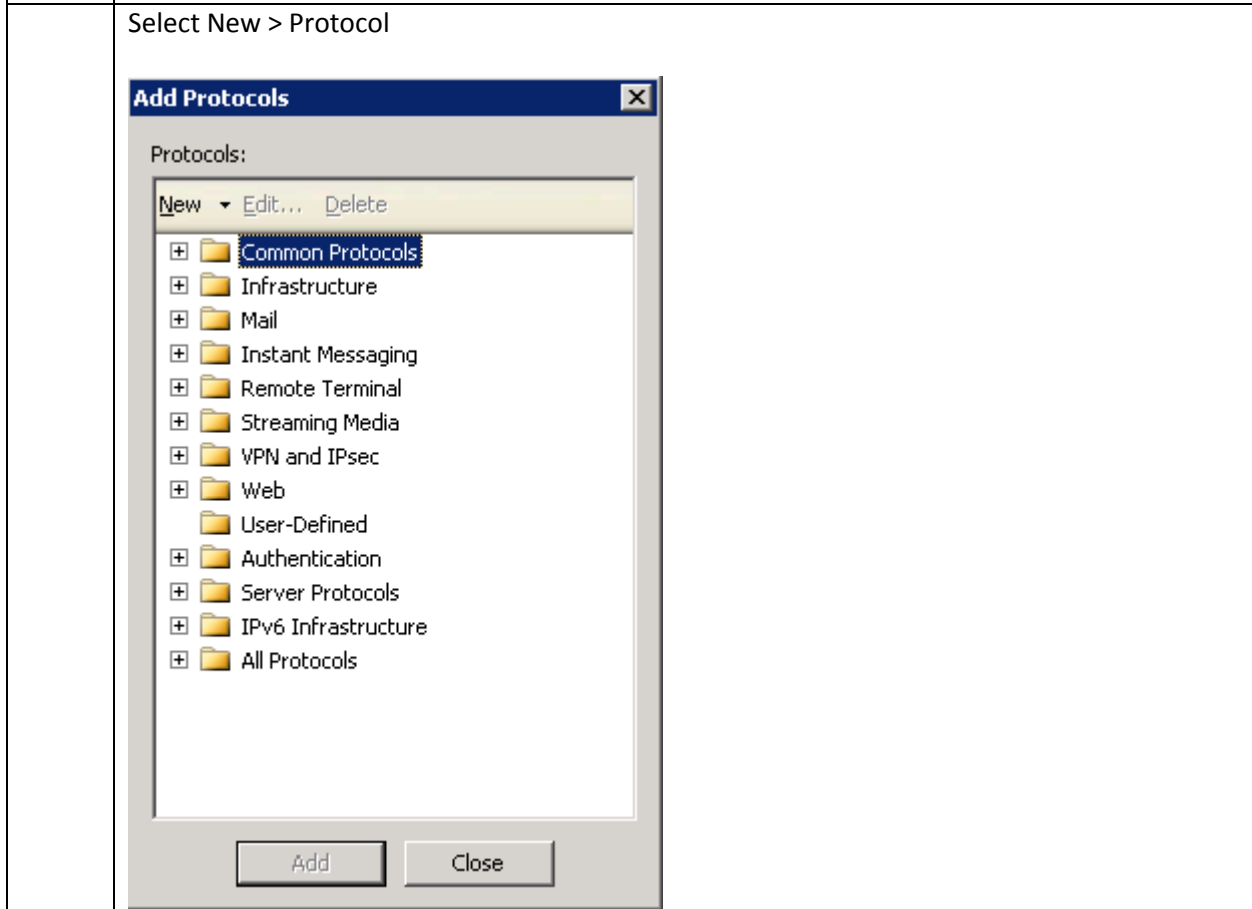 Select New > Protocol
Add Protocols
Protocols:
New Edit... Delete
Common Protocols
Infrastructure
Mail
Instant Messaging
Remote Terminal
Streaming Media
VPN and IPsec
Web
User-Defined
Authentication
Server Protocols
IPv6 Infrastructure
All Protocols
Add Close